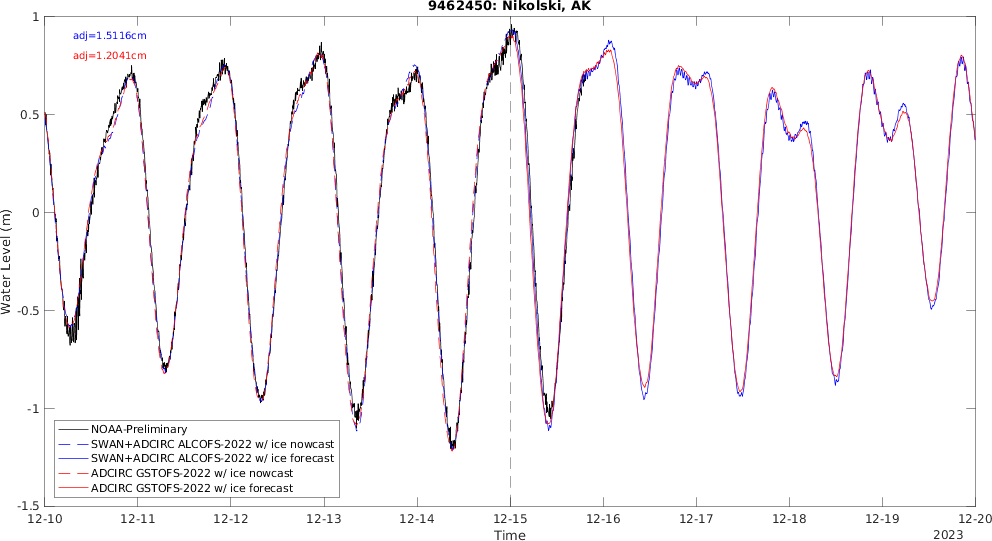 9462450: Nikolski, AK
adj=1.5116cm
adj=1.2041cm
Water Level (m)
1
0.5
0
-0.5
-1
-1.5
NOAA-Preliminary
SWAN+ADCIRC ALCOFS-2022 w/ ice nowcast
SWAN+ADCIRC ALCOFS-2022 w/ ice forecast
ADCIRC GSTOFS-2022 w/ ice nowcast
ADCIRC GSTOFS-2022 w/ ice forecast
12-10 12-11 12-12 12-13 12-14 12-15 12-16 12-17 12-18 12-19 12-20
Time
2023